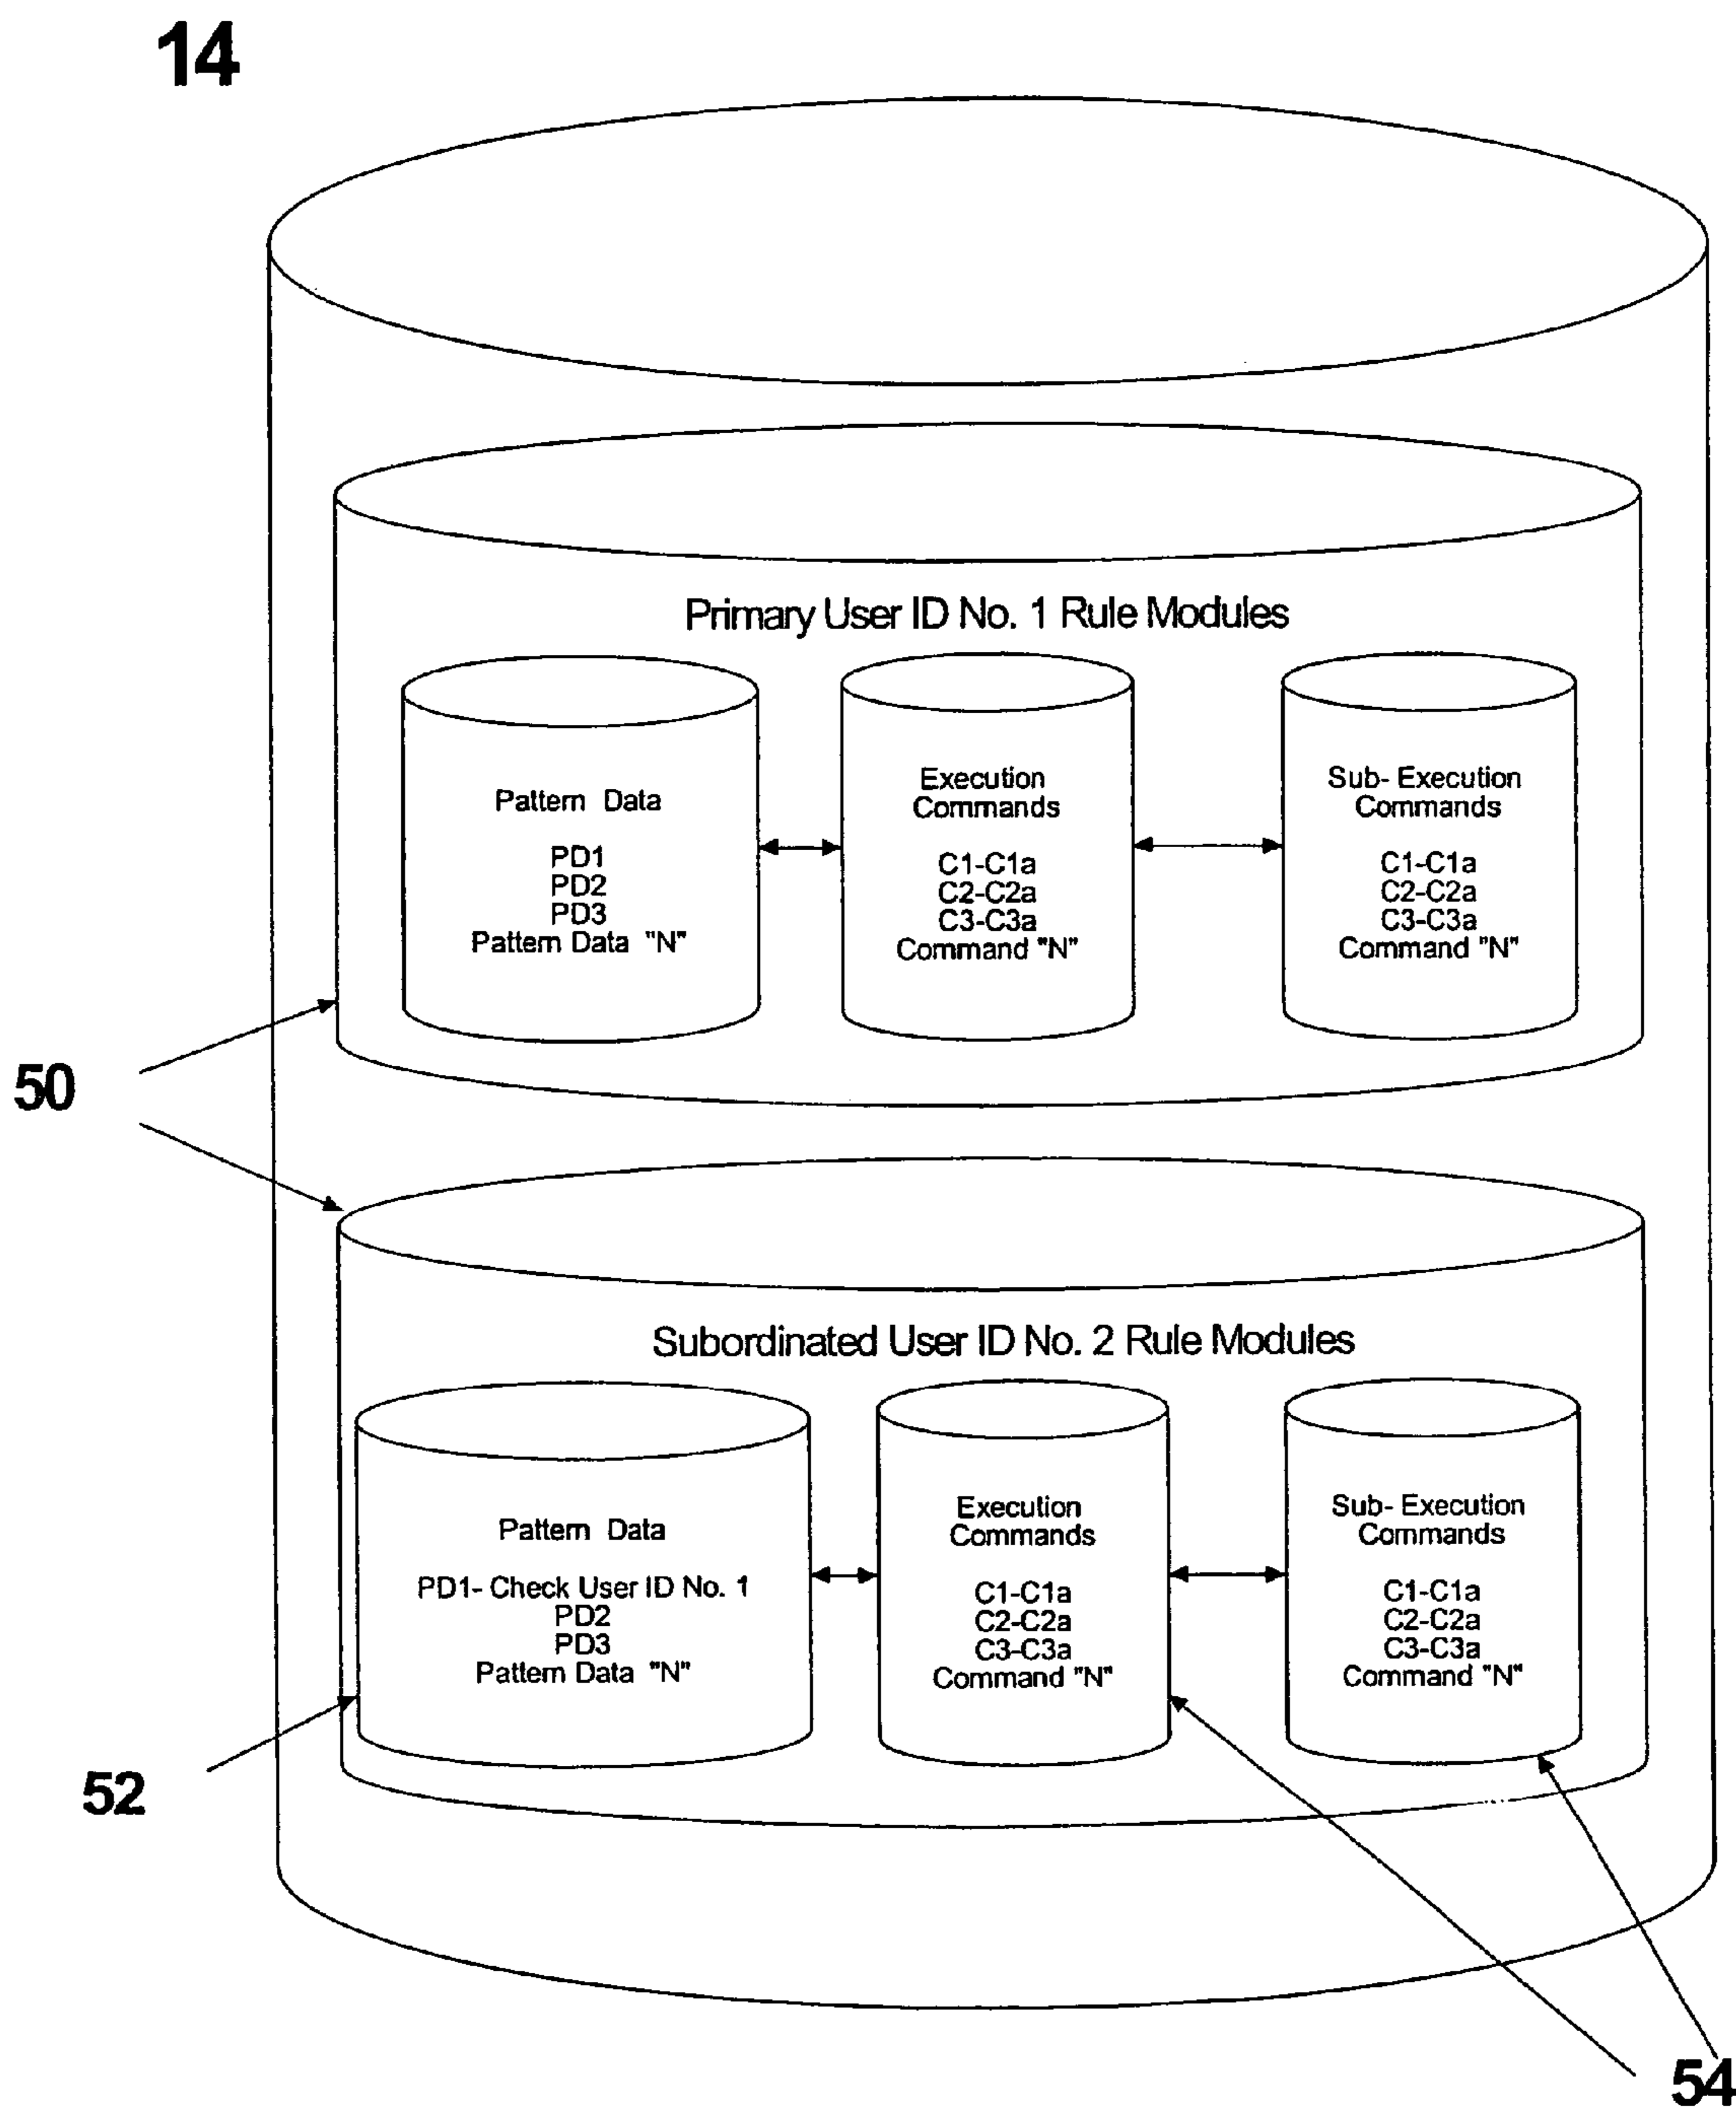 14
Primary User ID No. 1 Rule Modules
Pattern Data
PD1
PD2
PD3
Pattern Data "N"
Execution
Commands
C1-C1a
C2-C2a
C3-C3a
Command "N"
Sub- Execution
Commands
C1-C1a
C2-C2a
C3-C3a
Command "N"
50
Subordinated User ID No. 2 Rule Modules
Pattern Data
PD1- Check User ID No. 1
PD2
PD3
Pattern Data "N"
Execution
Commands
C1-C1a
C2-C2a
C3-C3a
Command "N"
Sub- Execution
Commands
C1-C1a
C2-C2a
C3-C3a
Command "N"
52
54